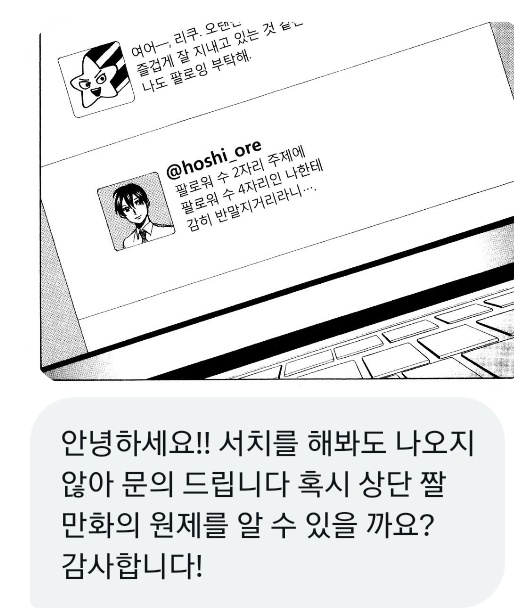 여어—, 리쿠. 오랜만
즐겁게 잘 지내고 있는 것 같은
나도 팔로잉 부탁해.
@hoshi_ore
팔로워 수 2자리 주제에
팔로워 수 4자리인 나한테
감히 반말지거리라니….
안녕하세요!! 서치를 해봐도 나오지
않아 문의 드립니다 혹시 상단 짤
만화의 원제를 알 수 있을 까요?
감사합니다!